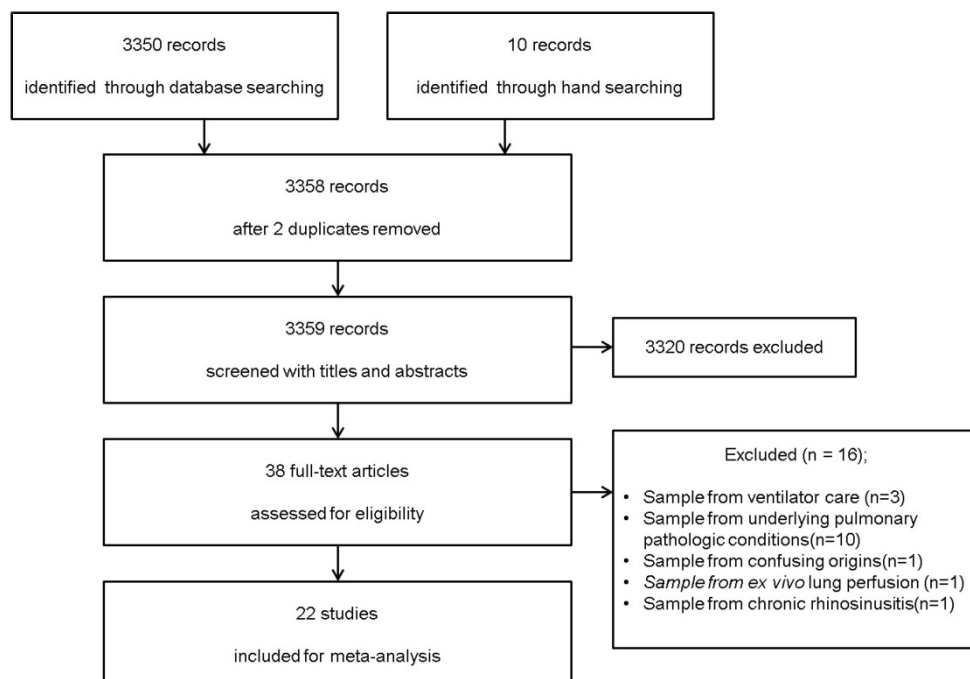 3350 records
identified through database searching
10 records
identified through hand searching
3358 records
after 2 duplicates removed
3359 records
screened with titles and abstracts
3320 records excluded
38 full-text articles
assessed for eligibility
Excluded (n = 16);
• Sample from ventilator care (n=3)
• Sample from underlying pulmonary
pathologic conditions(n=10)
• Sample from confusing origins(n=1)
• Sample from ex vivo lung perfusion (n=1)
• Sample from chronic rhinosinusitis(n=1)
22 studies
included for meta-analysis